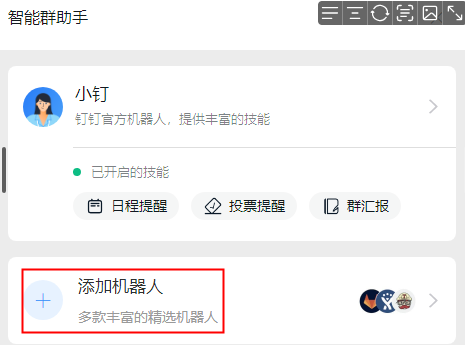 智能群助手
小钉
钉钉官方机器人，提供丰富的技能
已开启的技能
日程提醒 投票提醒 群汇报
添加机器人
多款丰富的精选机器人